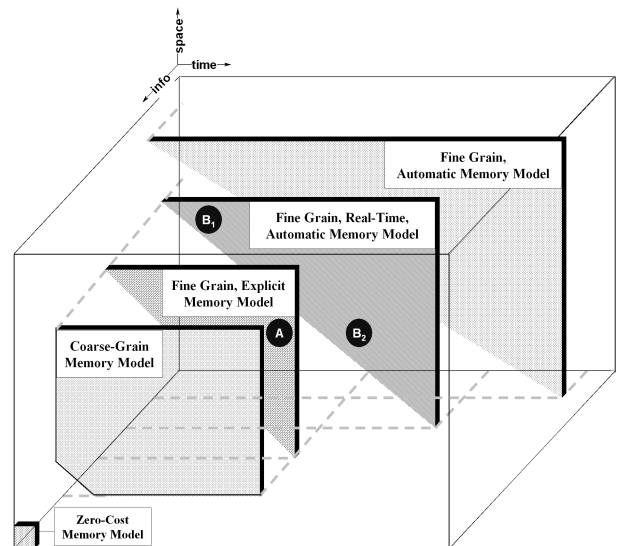 space
time
info
Fine Grain,
Automatic Memory Model
B1
Fine Grain, Real-Time,
Automatic Memory Model
Fine Grain, Explicit
Memory Model
A
B2
Coarse-Grain
Memory Model
Zero-Cost
Memory Model